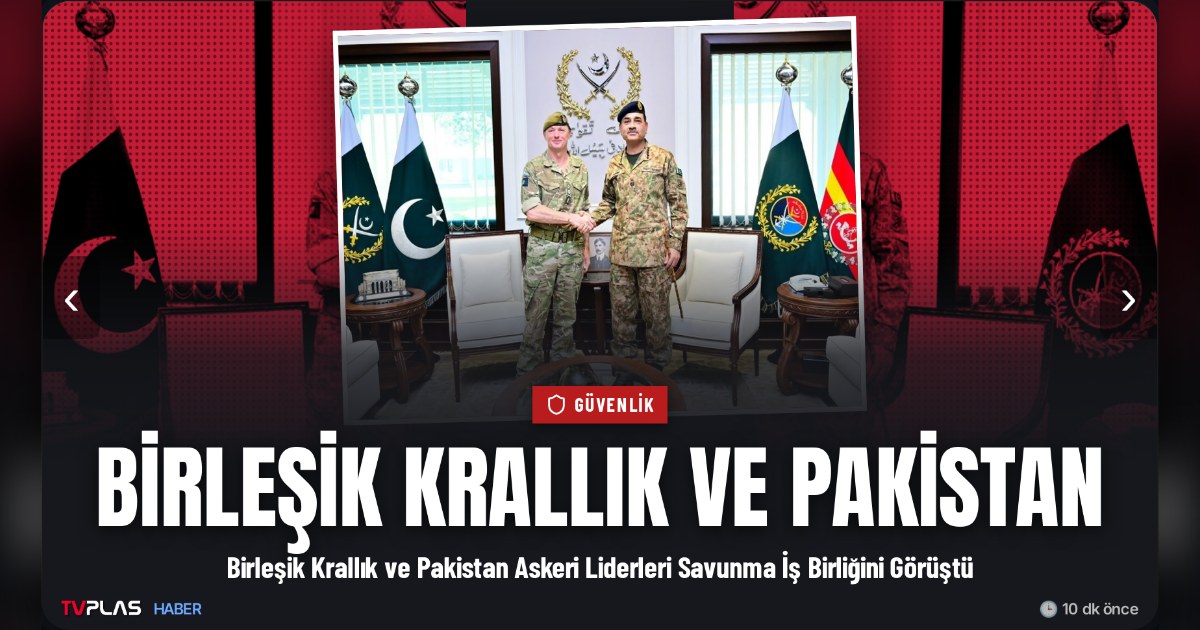 GÜVENLİK
BİRLEŞİK KRALLIK VE PAKİSTAN
Birleşik Krallık ve Pakistan Askeri Liderleri Savunma İş Birliğini Görüştü
TVPLAS HABER
10 dk önce